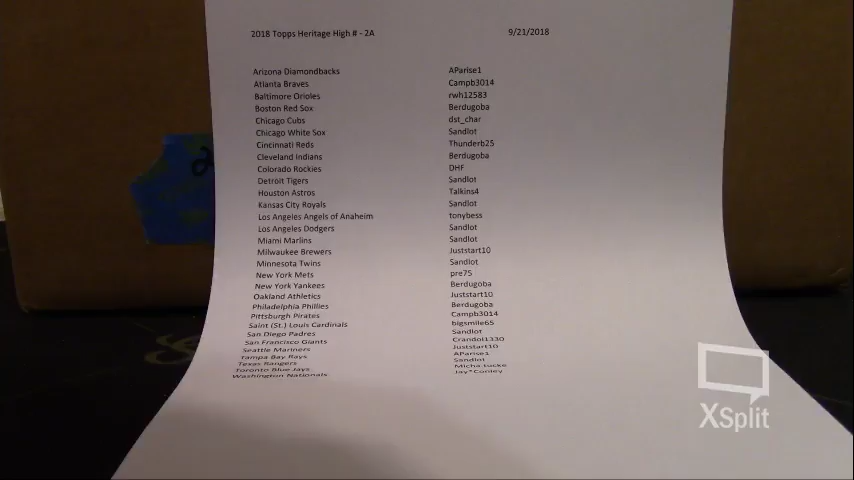 2018 Topps Heritage High # - 2A 9/21/2018
Arizona Diamondbacks AParise1
Atlanta Braves Campb3014
Baltimore Orioles rwh12583
Boston Red Sox Berdugoba
Chicago Cubs dst_char
Chicago White Sox Sandlot
Cincinnati Reds Thunderb25
Cleveland Indians Berdugoba
Colorado Rockies DHF
Detroit Tigers Sandlot
Houston Astros Talkins4
Kansas City Royals Sandlot
Los Angeles Angels of Anaheim tonybess
Los Angeles Dodgers Sandlot
Miami Marlins Sandlot
Milwaukee Brewers Juststart10
Minnesota Twins Sandlot
New York Mets pre75
New York Yankees Berdugoba
Oakland Athletics Juststart10
Philadelphia Phillies Berdugoba
Pittsburgh Pirates Campb3014
Saint (St.) Louis Cardinals bigsmile65
San Diego Padres Sandlot
San Francisco Giants Crandol1330
Seattle Mariners Juststart10
Tampa Bay Rays AParise1
Texas Rangers Sandlot
Toronto Blue Jays Micha
Washington Nationals Jay*Conley
XSplit